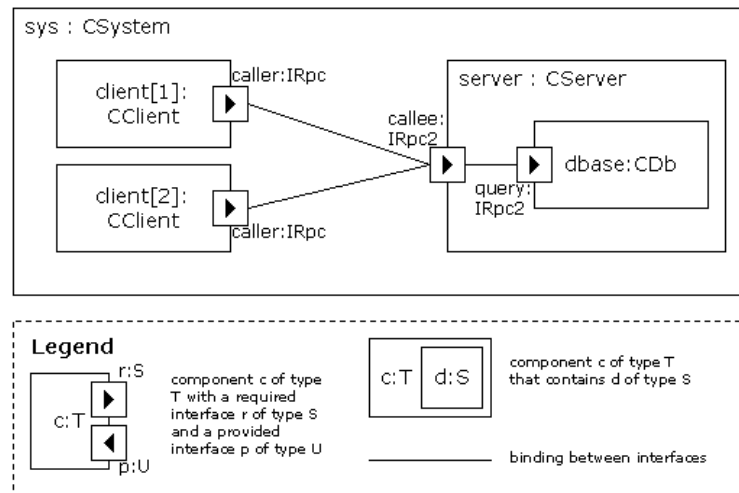 sys : CSystem
client[1]:
CClient
caller:IRpc
client[2]:
CClient
caller:IRpc
callee:
IRpc2
server : CServer
dbase:CDb
query:
IRpc2
Legend
r:S
c:T
p:U
component c of type
T with a required
interface r of type S
and a provided
interface p of type U
c:T
d:S
component c of type T
that contains d of type S
binding between interfaces